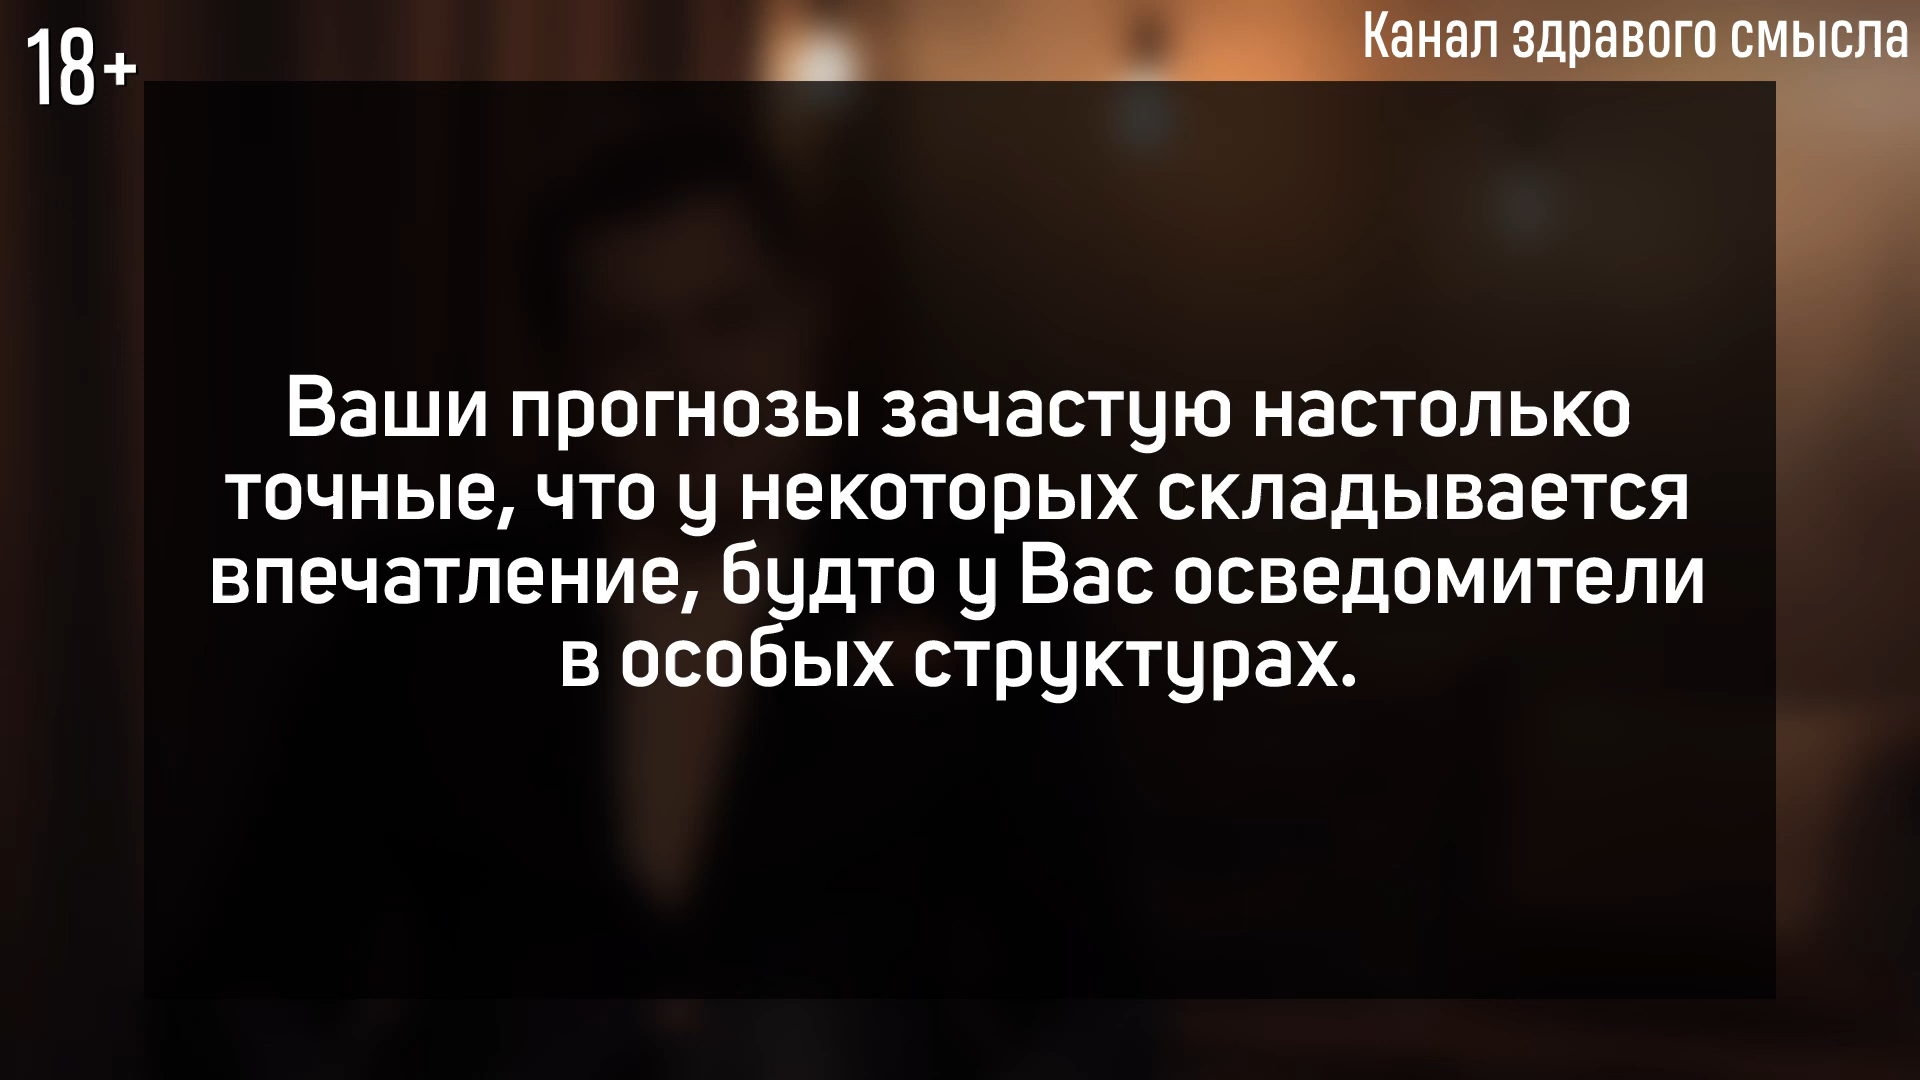 18+
Канал здравого смысла
Ваши прогнозы зачастую настолько
точные, что у некоторых складывается
впечатление, будто у Вас осведомители
в особых структурах.